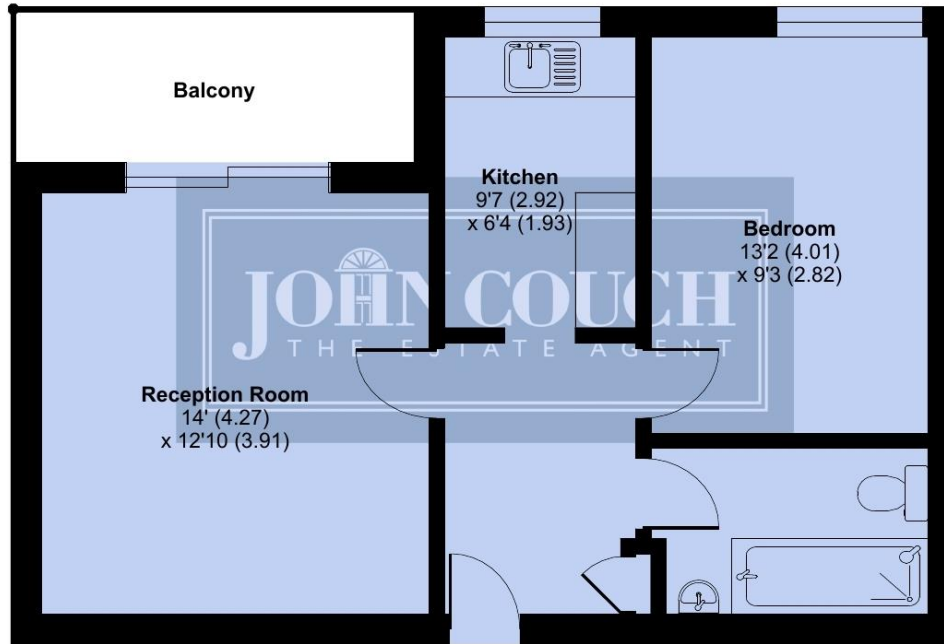 Balcony
Kitchen
9'7 (2.92)
x 6'4 (1.93)
Bedroom
13'2 (4.01)
x 9'3 (2.82)
JOHN COUCH
THE ESTATE AGENT
Reception Room
14' (4.27)
x 12'10 (3.91)